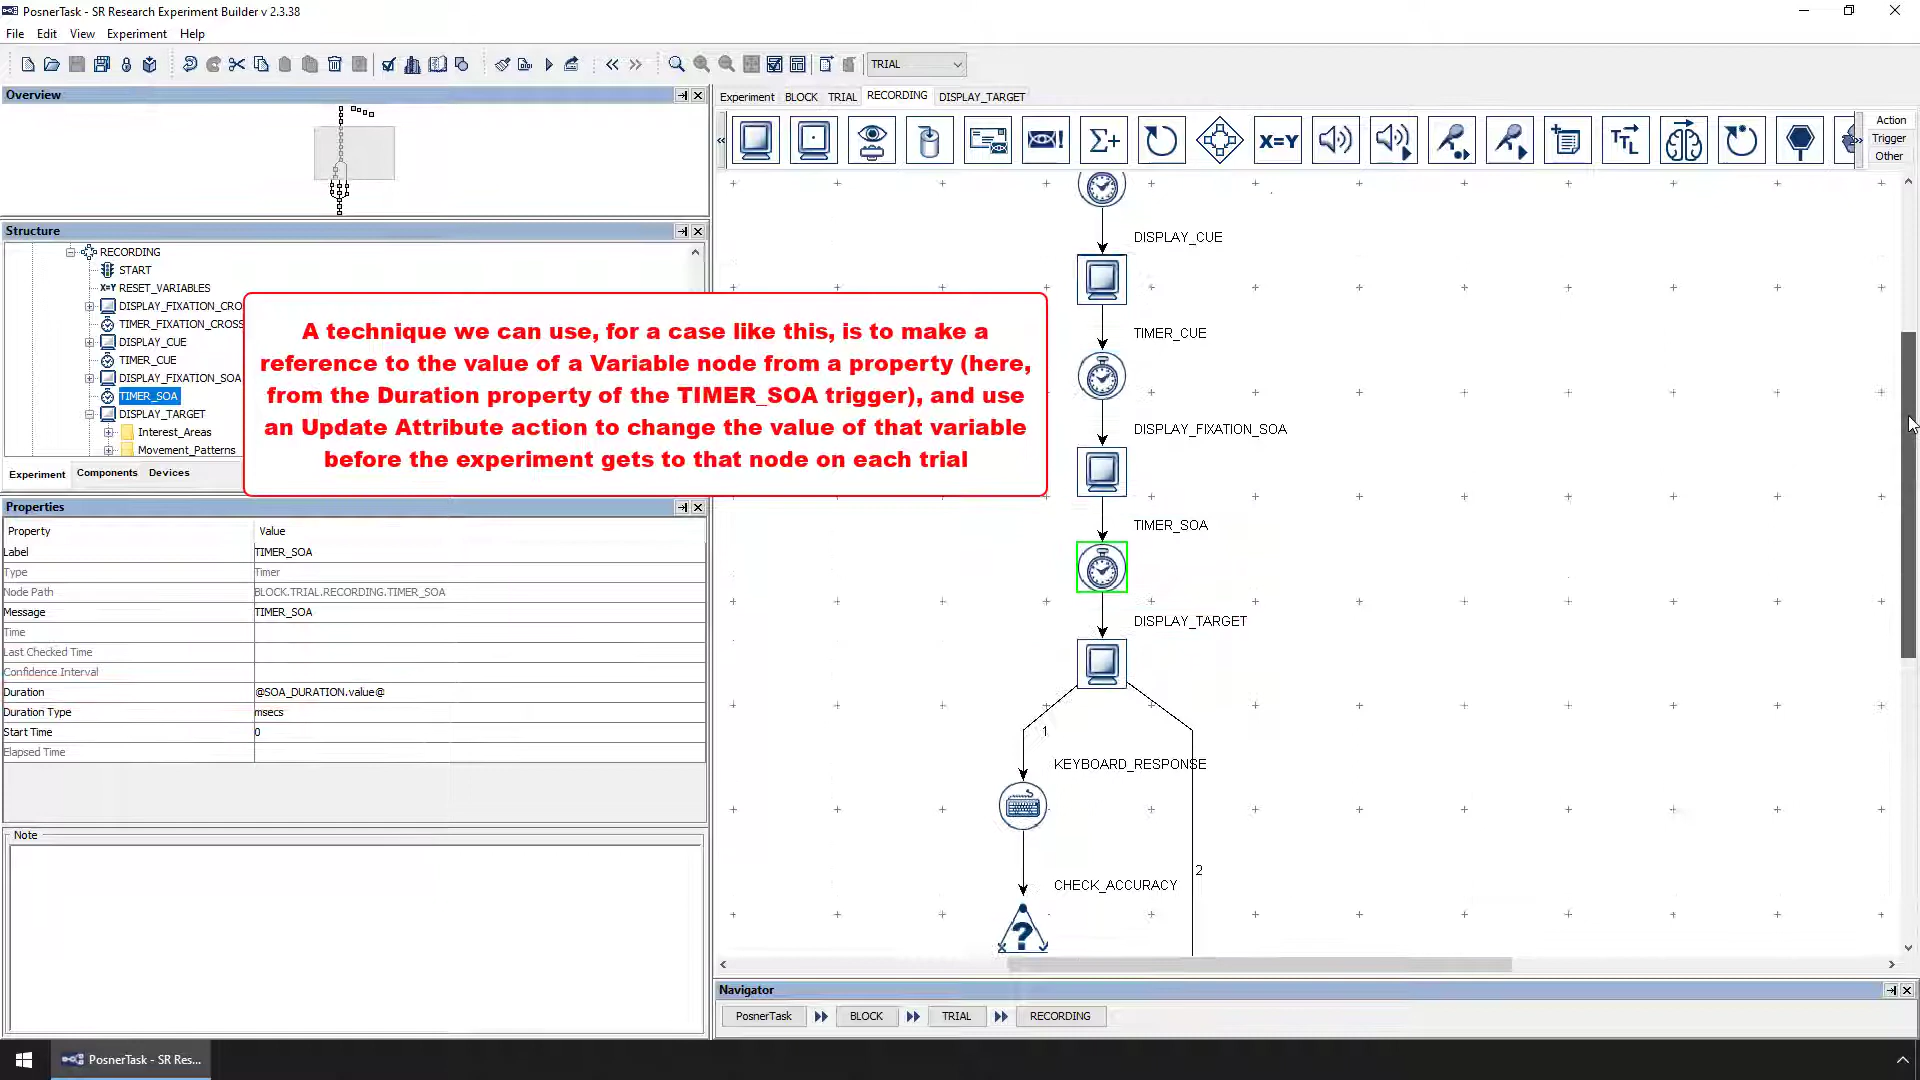 PosnerTask - SR Research Experiment Builder v 2.3.38
File Edit View Experiment Help
TRIAL
Overview
Structure
RECORDING
START
X=Y RESET_VARIABLES
DISPLAY_FIXATION_CRO
TIMER_FIXATION_CROSS
DISPLAY_CUE
TIMER_CUE
DISPLAY_FIXATION_SOA
TIMER_SOA
DISPLAY_TARGET
Interest_Areas
Movement_Patterns
Experiment Components Devices
A technique we can use, for a case like this, is to make a
reference to the value of a Variable node from a property (here,
from the Duration property of the TIMER_SOA trigger), and use
an Update Attribute action to change the value of that variable
before the experiment gets to that node on each trial
Properties
Property Value
Label TIMER_SOA
Type Timer
Node Path BLOCK.TRIAL.RECORDING.TIMER_SOA
Message TIMER_SOA
Time
Last Checked Time
Confidence Interval
Duration @SOA_DURATION.value@
Duration Type msecs
Start Time 0
Elapsed Time
Note
Experiment BLOCK TRIAL RECORDING DISPLAY_TARGET
X=Y TTL
Action
Trigger
Other
DISPLAY_CUE
TIMER_CUE
DISPLAY_FIXATION_SOA
TIMER_SOA
DISPLAY_TARGET
1
KEYBOARD_RESPONSE
2
CHECK_ACCURACY
?
Navigator
PosnerTask BLOCK TRIAL RECORDING
PosnerTask - SR Res...